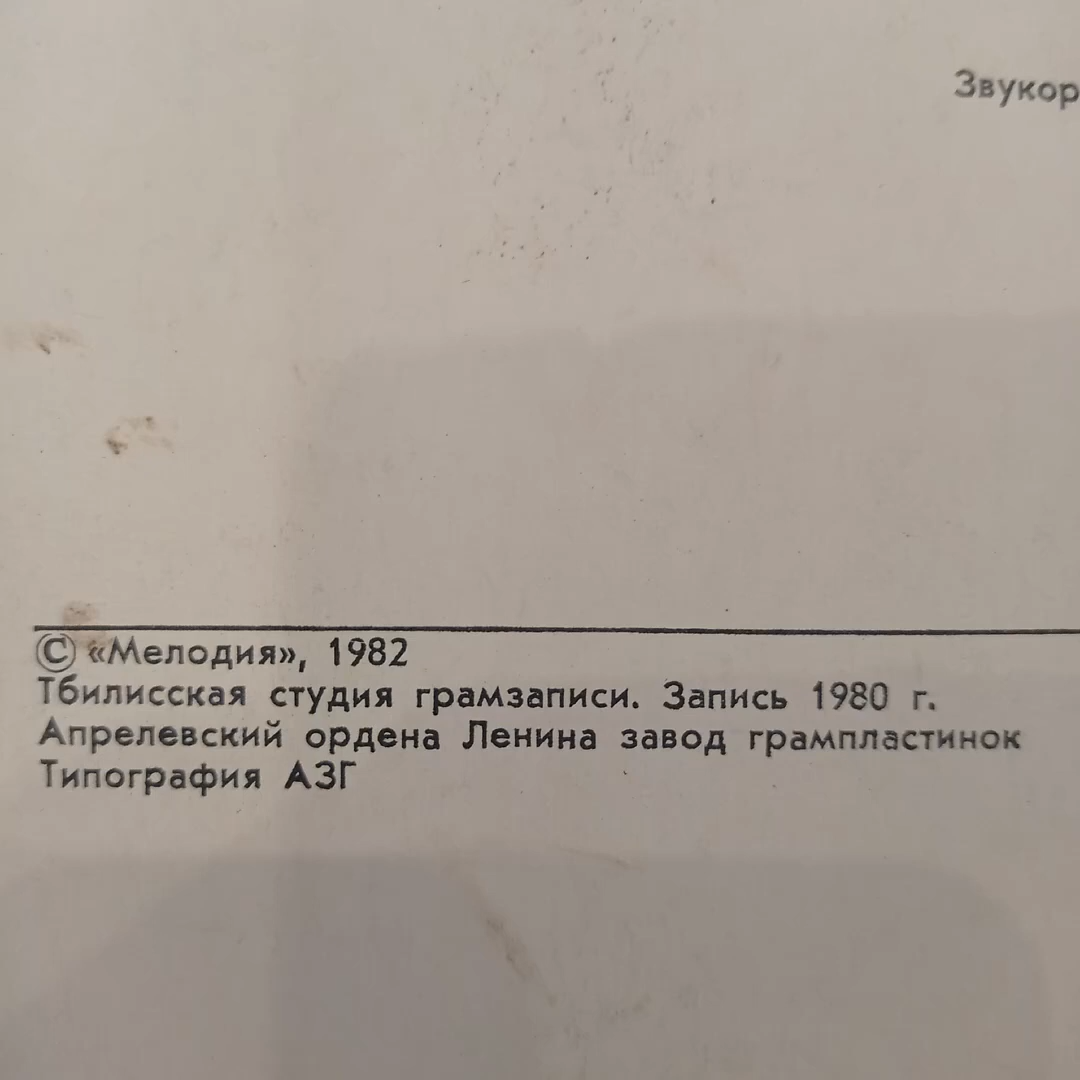 Звукор
© «Мелодия», 1982
Тбилисская студия грамзаписи. Запись 1980 г.
Апрелевский ордена Ленина завод грампластинок
Типография АЗГ